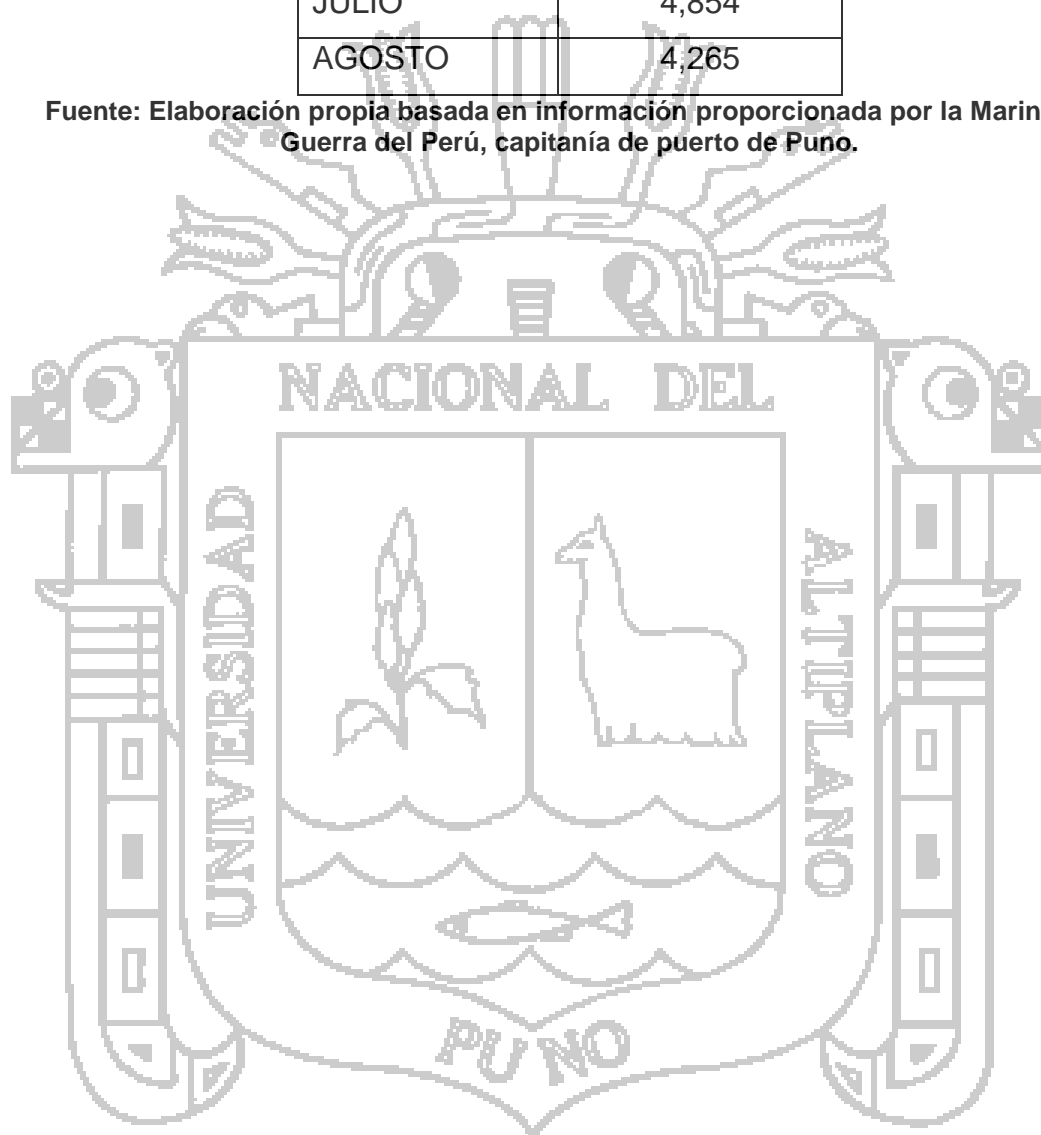 JULIO 4,854
AGOSTO 4,265
Fuente: Elaboración propia basada en información proporcionada por la Marin
Guerra del Perú, capitanía de puerto de Puno.
NACIONAL DEL
UNIVERSIDAD
ALTIPLANO
PUNO